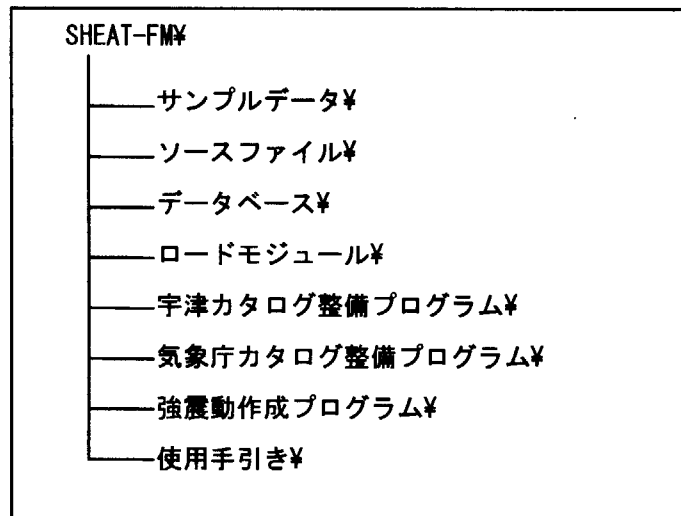 SHEAT-FM¥
サンプルデータ¥
ソースファイル¥
データベース¥
ロードモジュール¥
宇津カタログ整備プログラム¥
気象庁カタログ整備プログラム¥
強震動作成プログラム¥
使用手引き¥